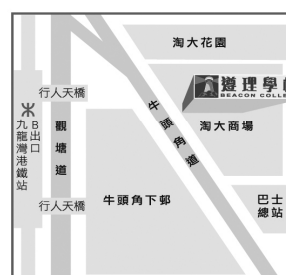 淘大花園
遵理學
BEACON COLL
行人天橋
牛頭角道
九龍灣港鐵站
B出口
觀塘道
淘大商場
牛頭角下邨
巴士
總站
行人天橋